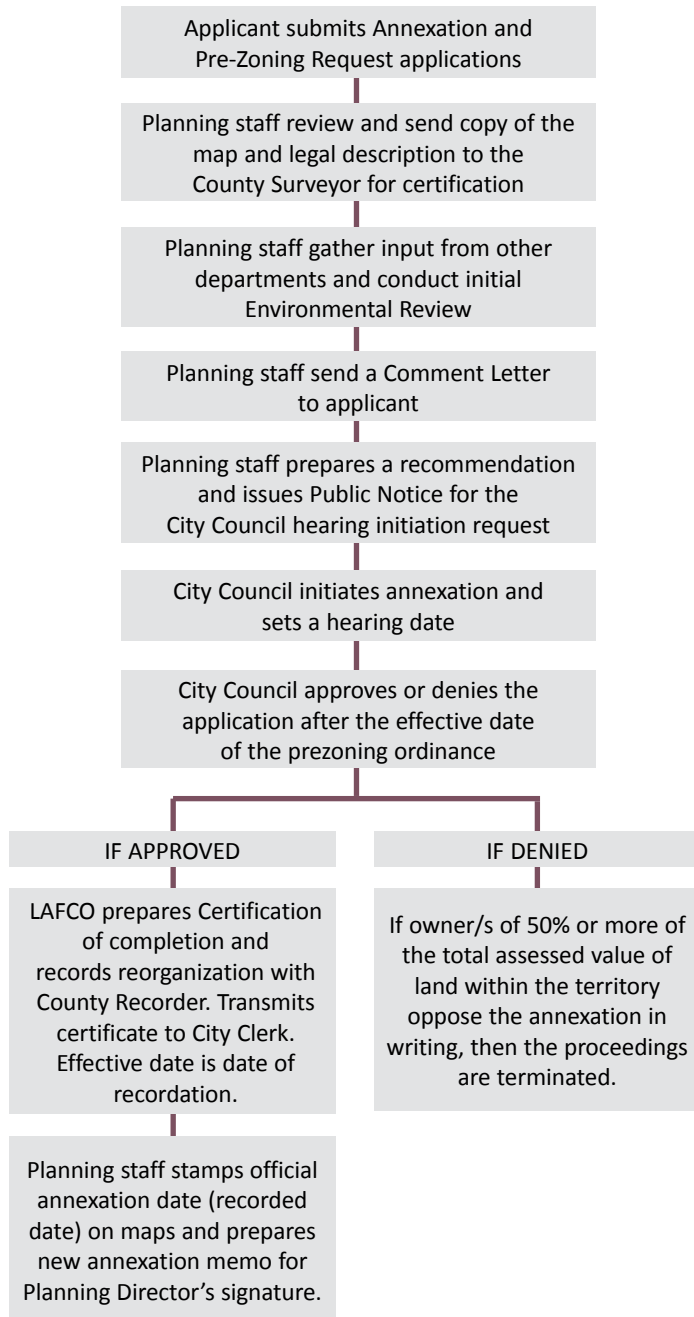 Applicant submits Annexation and
Pre-Zoning Request applications
Planning staff review and send copy of the
map and legal description to the
County Surveyor for certification
Planning staff gather input from other
departments and conduct initial
Environmental Review
Planning staff send a Comment Letter
to applicant
Planning staff prepares a recommendation
and issues Public Notice for the
City Council hearing initiation request
City Council initiates annexation and
sets a hearing date
City Council approves or denies the
application after the effective date
of the prezoning ordinance
IF APPROVED
LAFCO prepares Certification
of completion and
records reorganization with
County Recorder. Transmits
certificate to City Clerk.
Effective date is date of
recordation.
Planning staff stamps official
annexation date (recorded
date) on maps and prepares
new annexation memo for
Planning Director’s signature.
IF DENIED
If owner/s of 50% or more of
the total assessed value of
land within the territory
oppose the annexation in
writing, then the proceedings
are terminated.